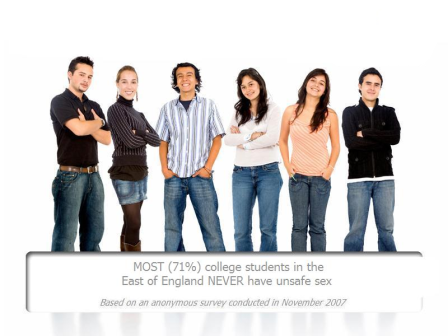 MOST (71%) college students in the
East of England NEVER have unsafe sex
Based on an anonymous survey conducted in November 2007